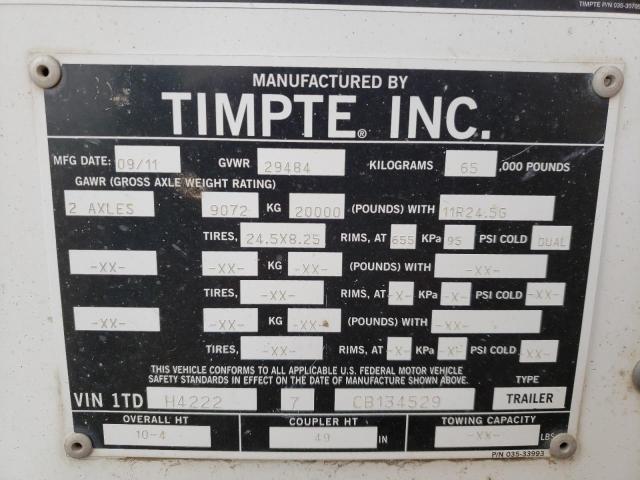 TIMPTE P/N 035-30795
MANUFACTURED BY
TIMPTE® INC.
MFG DATE: 09/11 GVWR 29484 KILOGRAMS 65 ,000 POUNDS
GAWR (GROSS AXLE WEIGHT RATING)
2 AXLES 9072 KG 20000 (POUNDS) WITH 11R24.5G
TIRES, 24.5X8.25 RIMS, AT 655 KPa 95 PSI COLD DUAL
-XX- -XX- KG -XX- (POUNDS) WITH -XX-
TIRES, -XX- RIMS, AT -X- KPa -X- PSI COLD -XX-
-XX- -XX- KG -XX- (POUNDS) WITH -XX-
TIRES, -XX- RIMS, AT -X- KPa -X- PSI COLD -XX-
THIS VEHICLE CONFORMS TO ALL APPLICABLE U.S. FEDERAL MOTOR VEHICLE
SAFETY STANDARDS IN EFFECT ON THE DATE OF MANUFACTURE SHOWN ABOVE.
TYPE
VIN 1TD H4222 7 CB134529 TRAILER
OVERALL HT COUPLER HT TOWING CAPACITY
10-4 49 IN -XX- LBS
P/N 035-33993